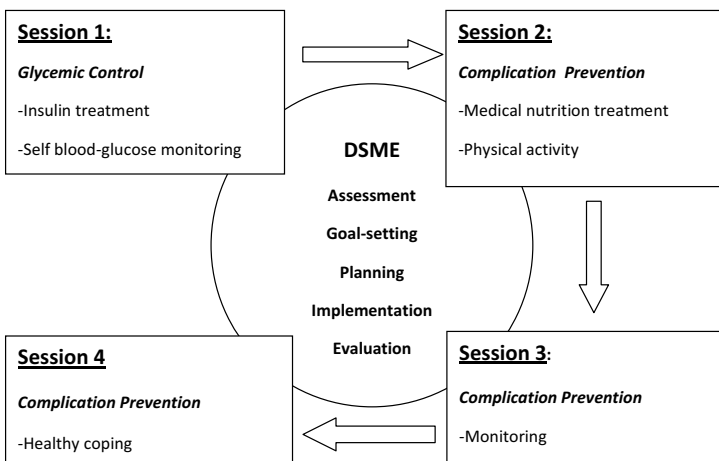 Session 1:
Glycemic Control
-Insulin treatment
-Self blood-glucose monitoring
Session 2:
Complication Prevention
-Medical nutrition treatment
-Physical activity
DSME
Assessment
Goal-setting
Planning
Implementation
Evaluation
Session 4
Complication Prevention
-Healthy coping
Session 3:
Complication Prevention
-Monitoring